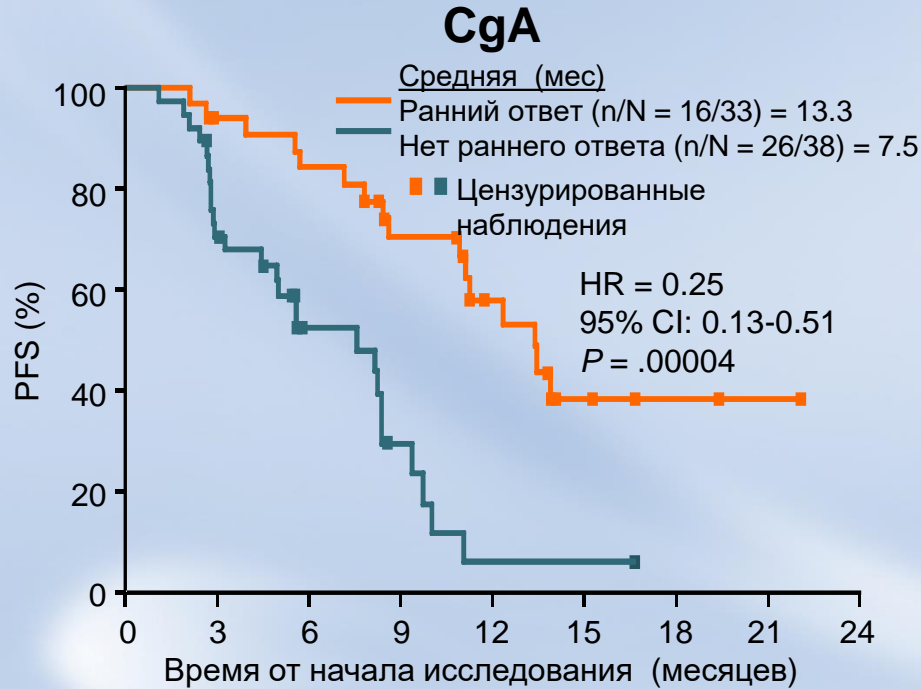 CgA
Средняя (мес)
Ранний ответ (n/N = 16/33) = 13.3
Нет раннего ответа (n/N = 26/38) = 7.5
Цензурированные
наблюдения
HR = 0.25
95% CI: 0.13-0.51
P = .00004
PFS (%)
100
80
60
40
20
0
0 3 6 9 12 15 18 21 24
Время от начала исследования (месяцев)